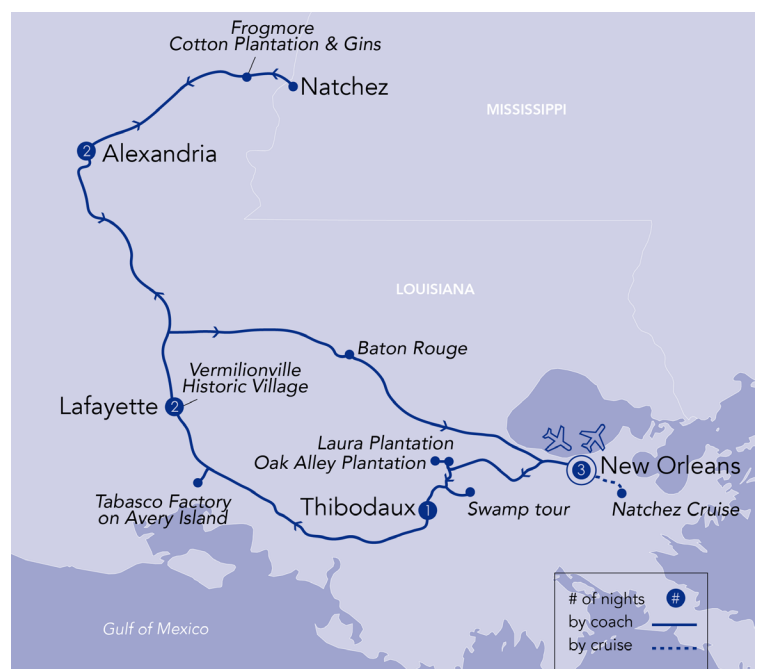 Frogmore
Cotton Plantation & Gins
Natchez
MISSISSIPPI
2
Alexandria
LOUISIANA
Baton Rouge
Vermilionville
Historic Village
Lafayette
2
Laura Plantation
Oak Alley Plantation
3
New Orleans
Tabasco Factory
on Avery Island
Thibodaux
1
Swamp tour
Natchez Cruise
# of nights
#
by coach
by cruise
Gulf of Mexico